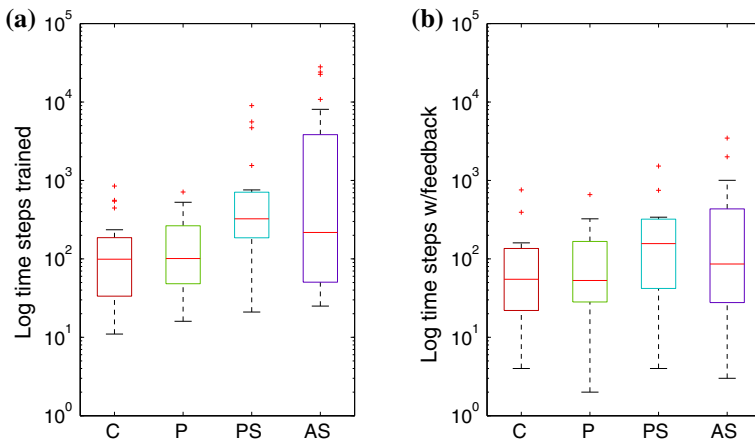 (a)
Log time steps trained
10^5
10^4
10^3
10^2
10^1
10^0
C P PS AS
(b)
Log time steps w/feedback
10^5
10^4
10^3
10^2
10^1
10^0
C P PS AS